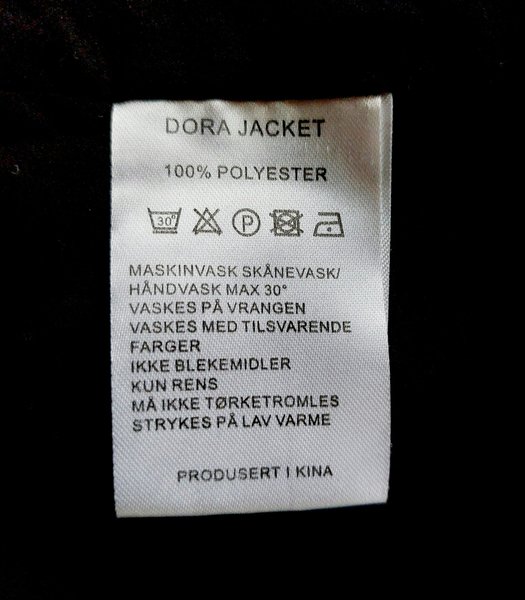 DORA JACKET
100% POLYESTER
30° P
MASKINVASK SKÅNEVASK/
HÅNDVASK MAX 30°
VASKES PÅ VRANGEN
VASKES MED TILSVARENDE
FARGER
IKKE BLEKEMIDLER
KUN RENS
MÅ IKKE TØRKETROMLES
STRYKES PÅ LAV VARME
PRODUSERT I KINA